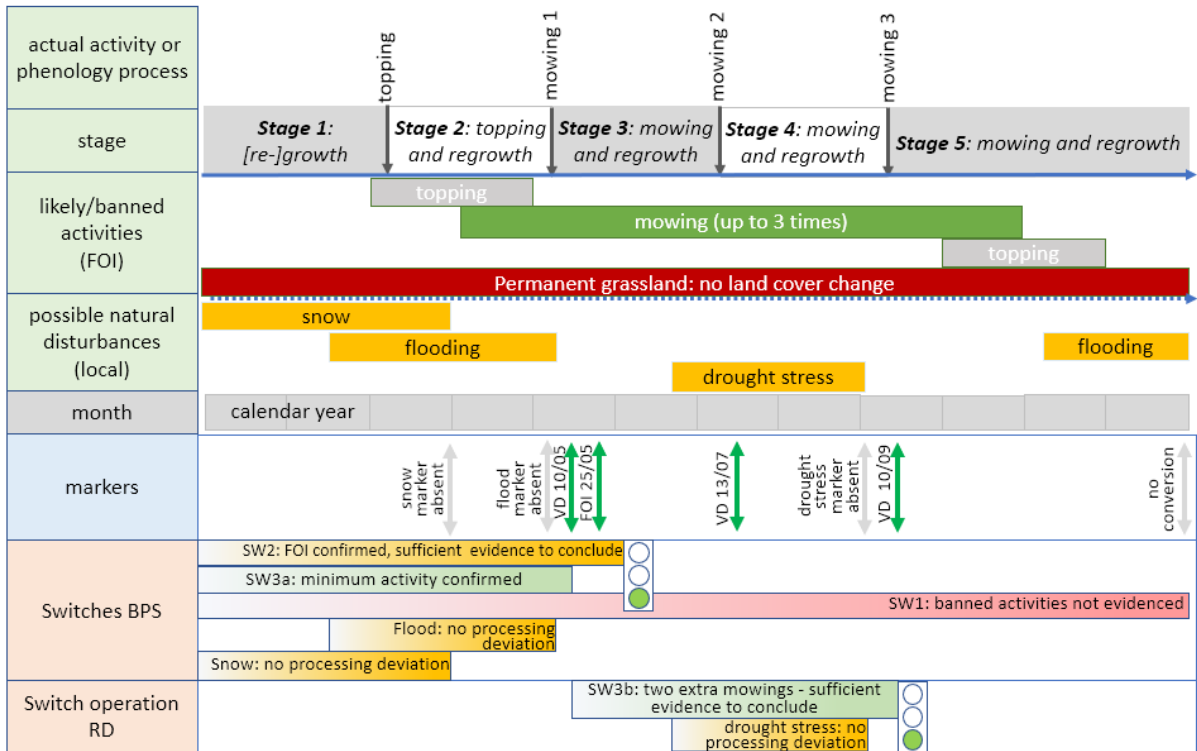 actual activity or
phenology process
topping
mowing 1
mowing 2
mowing 3
stage
Stage 1:
[re-]growth
Stage 2: topping
and regrowth
Stage 3: mowing
and regrowth
Stage 4: mowing
and regrowth
Stage 5: mowing and regrowth
likely/banned
activities
(FOI)
topping
mowing (up to 3 times)
topping
Permanent grassland: no land cover change
possible natural
disturbances
(local)
snow
flooding
flooding
drought stress
month
calendar year
markers
snow
marker
absent
flood
marker
absent
VD 10/05
FOI 25/05
VD 13/07
drought
stress
marker
absent
VD 10/09
no
conversion
Switches BPS
SW2: FOI confirmed, sufficient evidence to conclude
SW3a: minimum activity confirmed
SW1: banned activities not evidenced
Flood: no processing
deviation
Snow: no processing deviation
Switch operation
RD
SW3b: two extra mowings - sufficient
evidence to conclude
drought stress: no
processing deviation